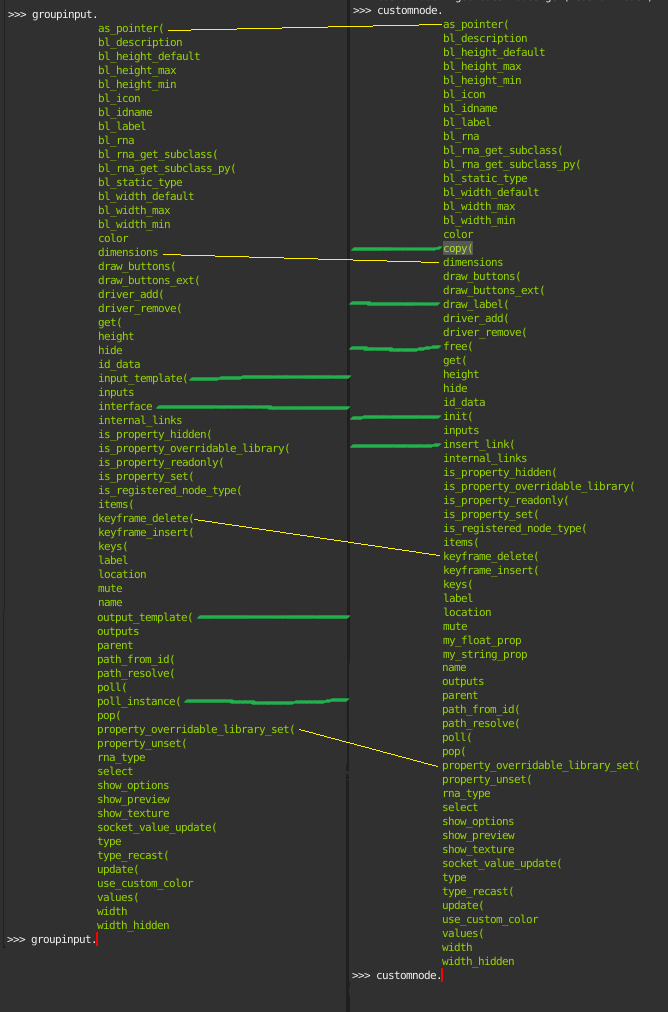 >>> groupinput.
as_pointer(
bl_description
bl_height_default
bl_height_max
bl_height_min
bl_icon
bl_idname
bl_label
bl_rna
bl_rna_get_subclass(
bl_rna_get_subclass_py(
bl_static_type
bl_width_default
bl_width_max
bl_width_min
color
dimensions
draw_buttons(
draw_buttons_ext(
driver_add(
driver_remove(
get(
height
hide
id_data
input_template(
inputs
interface
internal_links
is_property_hidden(
is_property_overridable_library(
is_property_readonly(
is_property_set(
is_registered_node_type(
items(
keyframe_delete(
keyframe_insert(
keys(
label
location
mute
name
output_template(
outputs
parent
path_from_id(
path_resolve(
poll(
poll_instance(
pop(
property_overridable_library_set(
property_unset(
rna_type
select
show_options
show_preview
show_texture
socket_value_update(
type
type_recast(
update(
use_custom_color
values(
width
width_hidden
>>> groupinput.
>>> customnode.
as_pointer(
bl_description
bl_height_default
bl_height_max
bl_height_min
bl_icon
bl_idname
bl_label
bl_rna
bl_rna_get_subclass(
bl_rna_get_subclass_py(
bl_static_type
bl_width_default
bl_width_max
bl_width_min
color
copy(
dimensions
draw_buttons(
draw_buttons_ext(
draw_label(
driver_add(
driver_remove(
free(
get(
height
hide
id_data
init(
inputs
insert_link(
internal_links
is_property_hidden(
is_property_overridable_library(
is_property_readonly(
is_property_set(
is_registered_node_type(
items(
keyframe_delete(
keyframe_insert(
keys(
label
location
mute
my_float_prop
my_string_prop
name
outputs
parent
path_from_id(
path_resolve(
poll(
pop(
property_overridable_library_set(
property_unset(
rna_type
select
show_options
show_preview
show_texture
socket_value_update(
type
type_recast(
update(
use_custom_color
values(
width
width_hidden
>>> customnode.